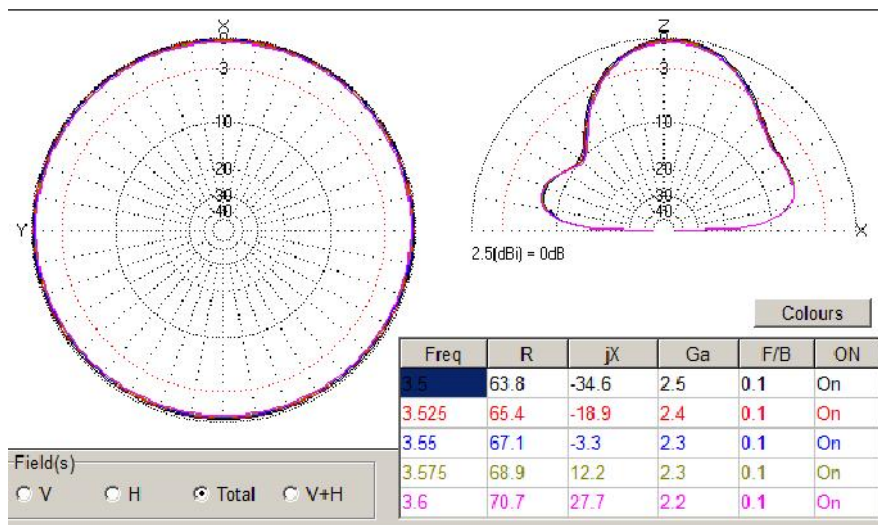 X
0
3
10
20
30
40
Y
Z
0
3
10
20
30
40
X
2.5(dBi) = 0dB
Colours
Freq R jX Ga F/B ON
3.5 63.8 -34.6 2.5 0.1 On
3.525 65.4 -18.9 2.4 0.1 On
3.55 67.1 -3.3 2.3 0.1 On
3.575 68.9 12.2 2.3 0.1 On
3.6 70.7 27.7 2.2 0.1 On
Field(s)
V H Total V+H